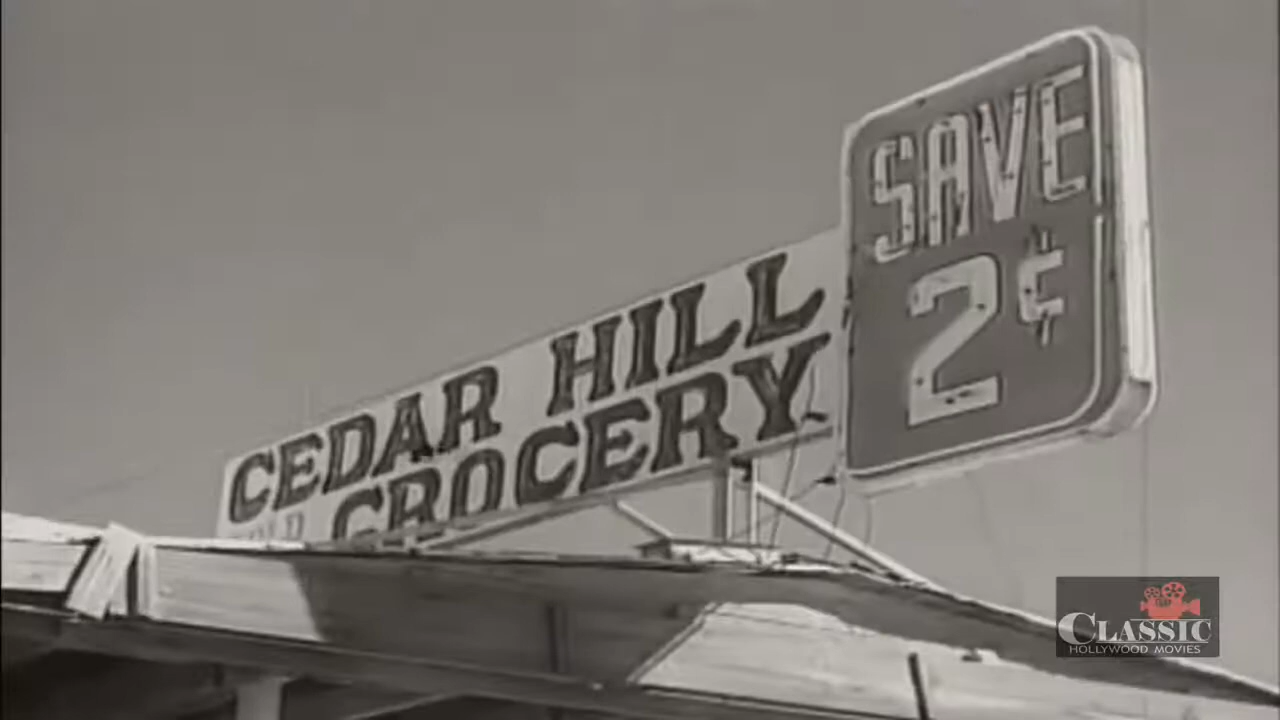 CEDAR HILL
GROCERY
SAVE
2¢
CLASSIC
HOLLYWOOD MOVIES